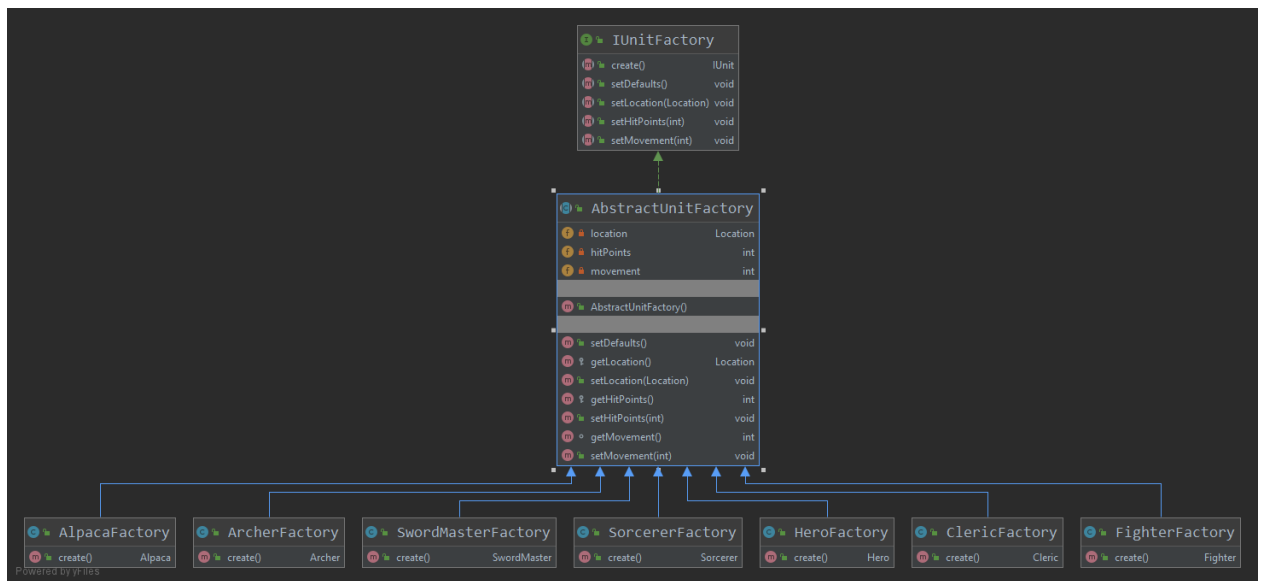 IUnitFactory
create() IUnit
setDefaults() void
setLocation(Location) void
setHitPoints(int) void
setMovement(int) void
AbstractUnitFactory
location Location
hitPoints int
movement int
AbstractUnitFactory()
setDefaults() void
getLocation() Location
setLocation(Location) void
getHitPoints() int
setHitPoints(int) void
getMovement() int
setMovement(int) void
AlpacaFactory
create() Alpaca
ArcherFactory
create() Archer
SwordMasterFactory
create() SwordMaster
SorcererFactory
create() Sorcerer
HeroFactory
create() Hero
ClericFactory
create() Cleric
FighterFactory
create() Fighter
Powered by yFiles